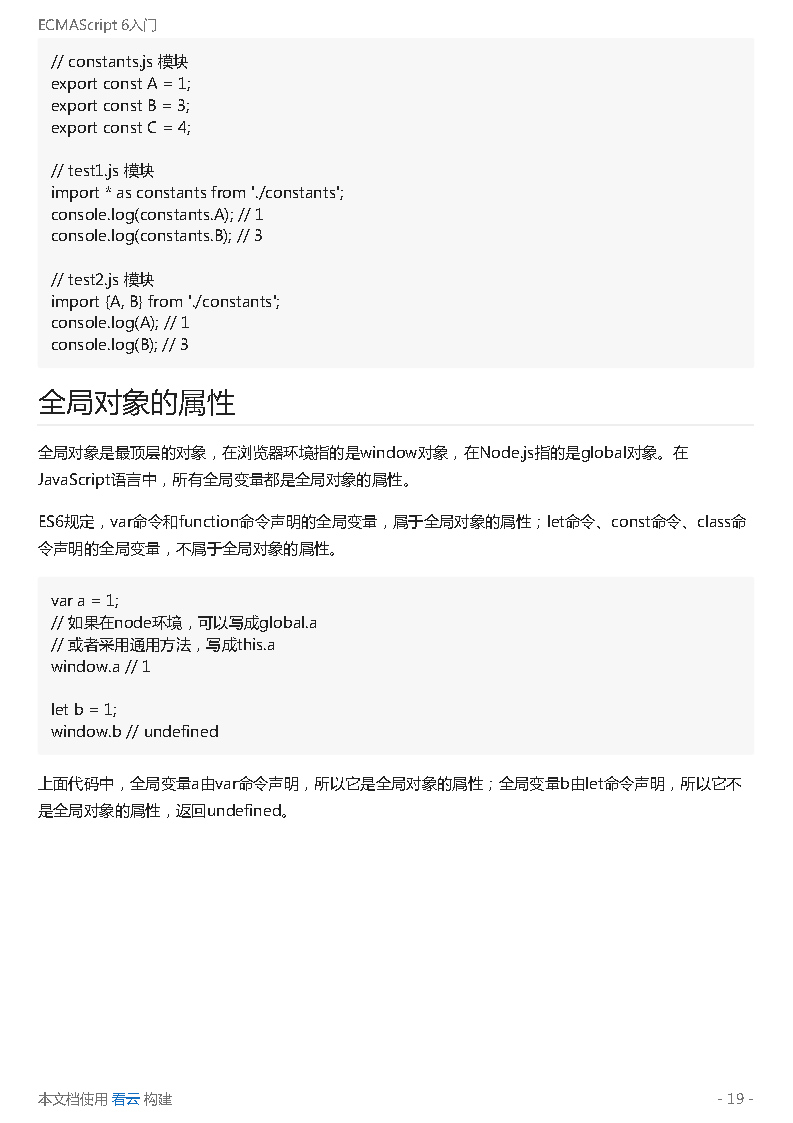 ECMAScript 6入门
// constants.js 模块
export const A = 1;
export const B = 3;
export const C = 4;
// test1.js 模块
import * as constants from './constants';
console.log(constants.A); // 1
console.log(constants.B); // 3
// test2.js 模块
import {A, B} from './constants';
console.log(A); // 1
console.log(B); // 3
全局对象的属性
全局对象是最顶层的对象，在浏览器环境指的是window对象，在Node.js指的是global对象。在
JavaScript语言中，所有全局变量都是全局对象的属性。
ES6规定，var命令和function命令声明的全局变量，属于全局对象的属性；let命令、const命令、class命
令声明的全局变量，不属于全局对象的属性。
var a = 1;
// 如果在node环境，可以写成global.a
// 或者采用通用方法，写成this.a
window.a // 1
let b = 1;
window.b // undefined
上面代码中，全局变量a由var命令声明，所以它是全局对象的属性；全局变量b由let命令声明，所以它不
是全局对象的属性，返回undefined。
本文档使用 看云 构建
- 19 -